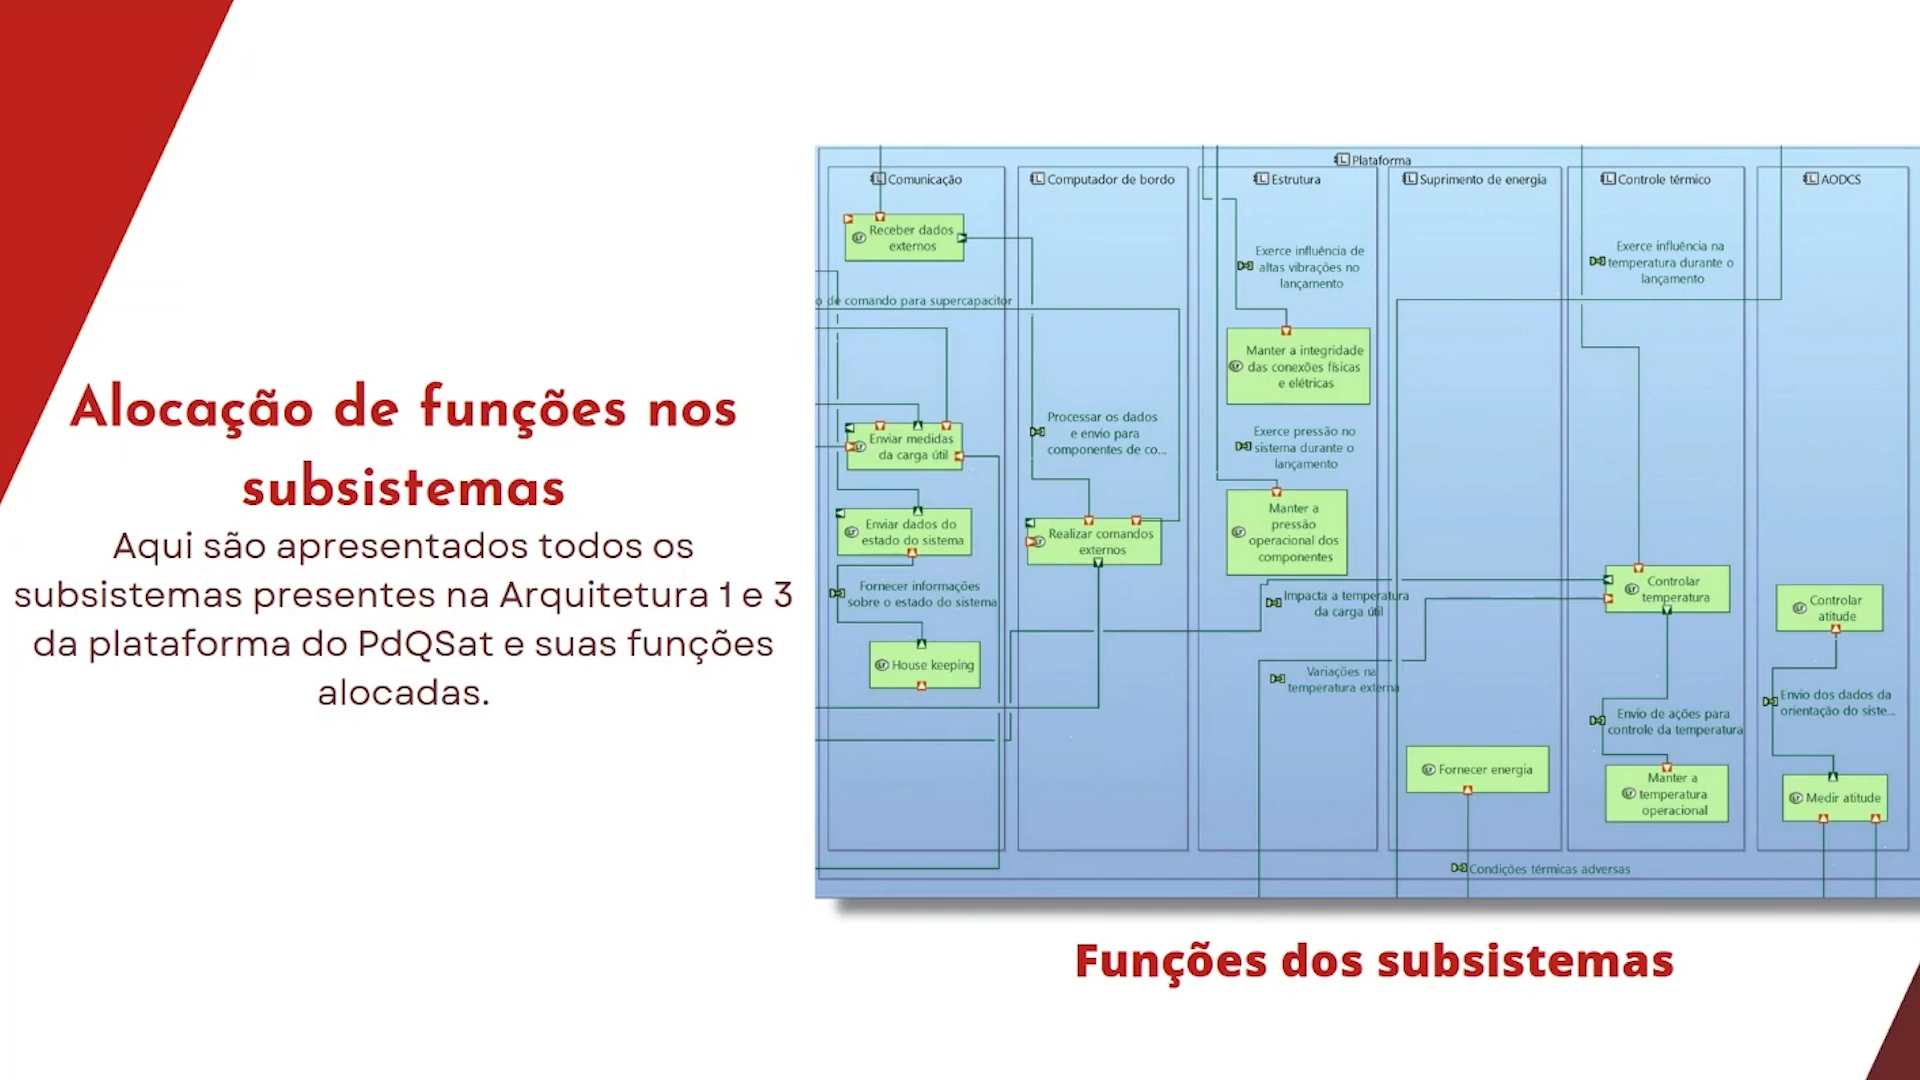 Alocação de funções nos
subsistemas
Aqui são apresentados todos os
subsistemas presentes na Arquitetura 1 e 3
da plataforma do PdQSat e suas funções
alocadas.
Plataforma
Comunicação
Receber dados
externos
o de comando para supercapacitor
Enviar medidas
da carga útil
Enviar dados do
estado do sistema
Fornecer informações
sobre o estado do sistema
House keeping
Computador de bordo
Processar os dados
e envio para
componentes de co...
Realizar comandos
externos
Estrutura
Exerce influência de
altas vibrações no
lançamento
Manter a integridade
das conexões físicas
e elétricas
Exerce pressão no
sistema durante o
lançamento
Manter a
pressão
operacional dos
componentes
Impacta a temperatura
da carga útil
Variações na
temperatura externa
Suprimento de energia
Fornecer energia
Condições térmicas adversas
Controle térmico
Exerce influência na
temperatura durante o
lançamento
Controlar
temperatura
Envio de ações para
controle da temperatura
Manter a
temperatura
operacional
AODCS
Controlar
atitude
Envio dos dados da
orientação do siste...
Medir atitude
Funções dos subsistemas